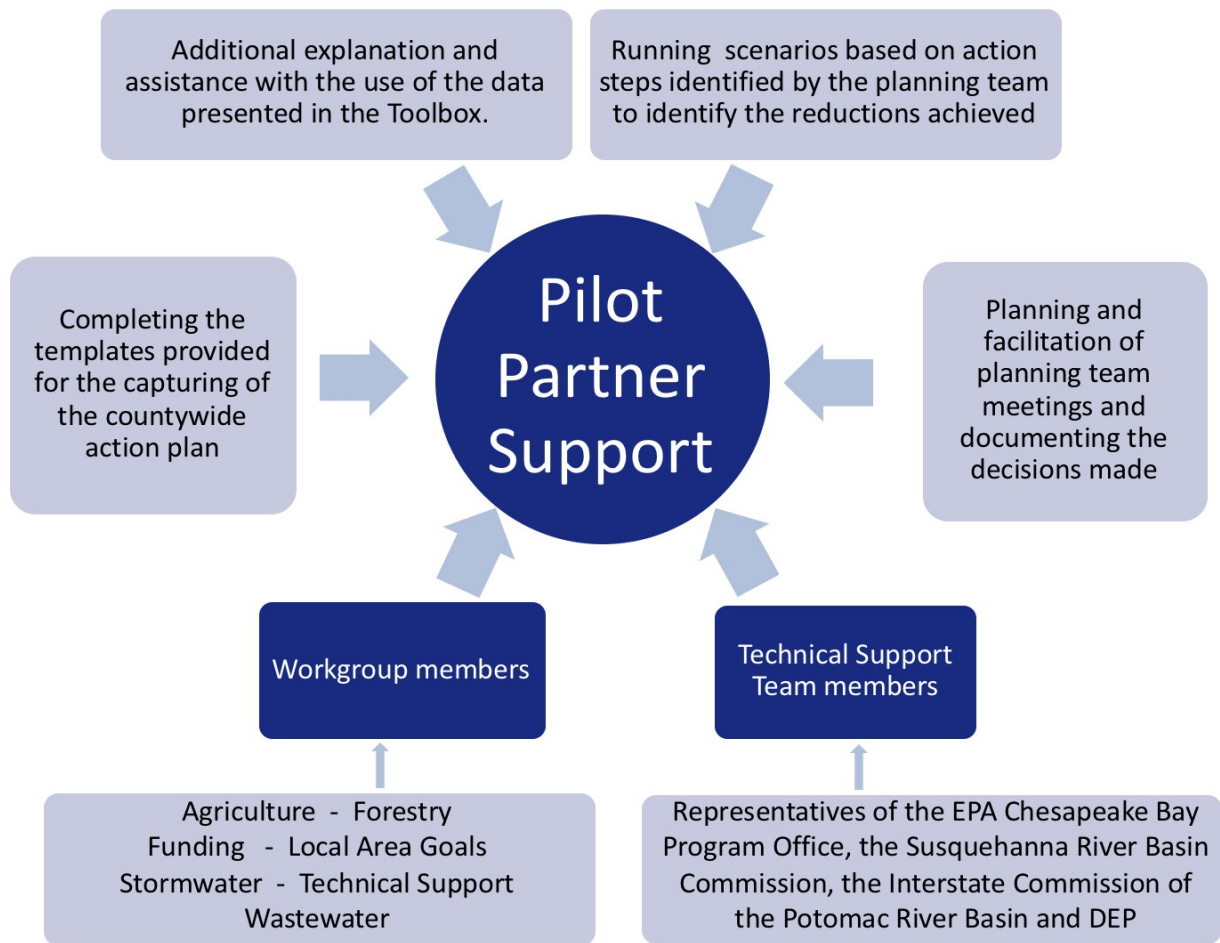 Additional explanation and
assistance with the use of the data
presented in the Toolbox.
Running scenarios based on action
steps identified by the planning team
to identify the reductions achieved
Completing the
templates provided
for the capturing of
the countywide
action plan
Pilot
Partner
Support
Planning and
facilitation of
planning team
meetings and
documenting the
decisions made
Workgroup members
Technical Support
Team members
Agriculture - Forestry
Funding - Local Area Goals
Stormwater - Technical Support
Wastewater
Representatives of the EPA Chesapeake Bay
Program Office, the Susquehanna River Basin
Commission, the Interstate Commission of
the Potomac River Basin and DEP